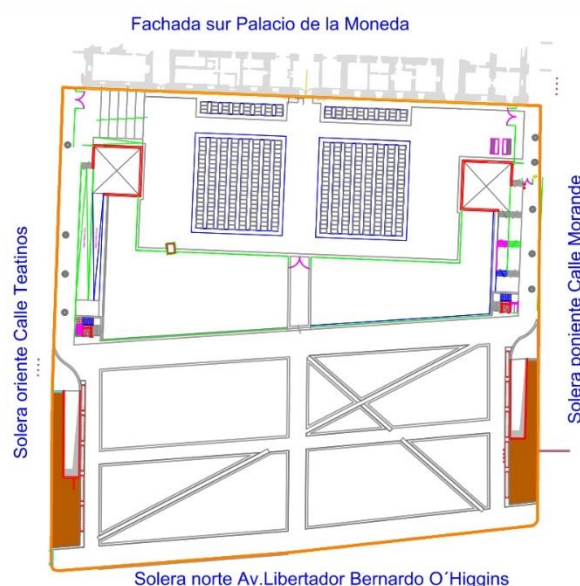 Fachada sur Palacio de la Moneda
Solera oriente Calle Teatinos
Solera poniente Calle Morande
Solera norte Av.Libertador Bernardo O´Higgins